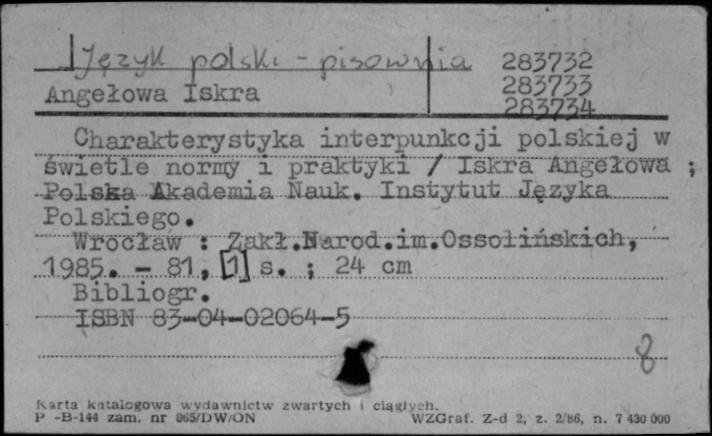 Język polski - pisownia
283732
283733
Angełowa Iskra
283734
Charakterystyka interpunkcji polskiej w
świetle normy i praktyki / Iskra Angełowa ;
Polska Akademia Nauk. Instytut Języka
Polskiego.
Wrocław : Zakł.Narod.im.Ossolińskich,
1985. - 81, [1] s. ; 24 cm
Bibliogr.
ISBN 83-04-02064-5
8
Karta katalogowa wydawnictw zwartych i ciągłych.
P -B-144 zam. nr 865/DW/ON
WZGraf. Z-d 2, z. 2/86, n. 7 430 000